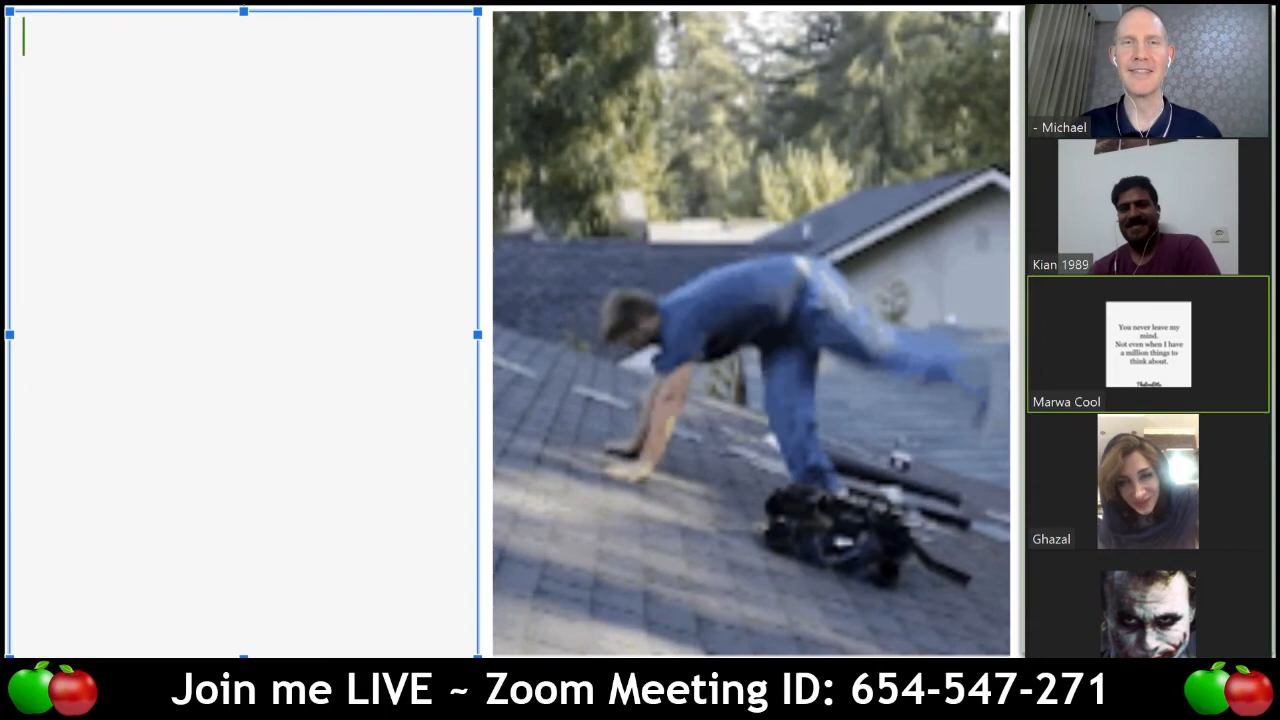 - Michael
Kian 1989
You never leave my
mind.
Not even when I have
a million things to
think about.
Marwa Cool
Ghazal
Join me LIVE ~ Zoom Meeting ID: 654-547-271